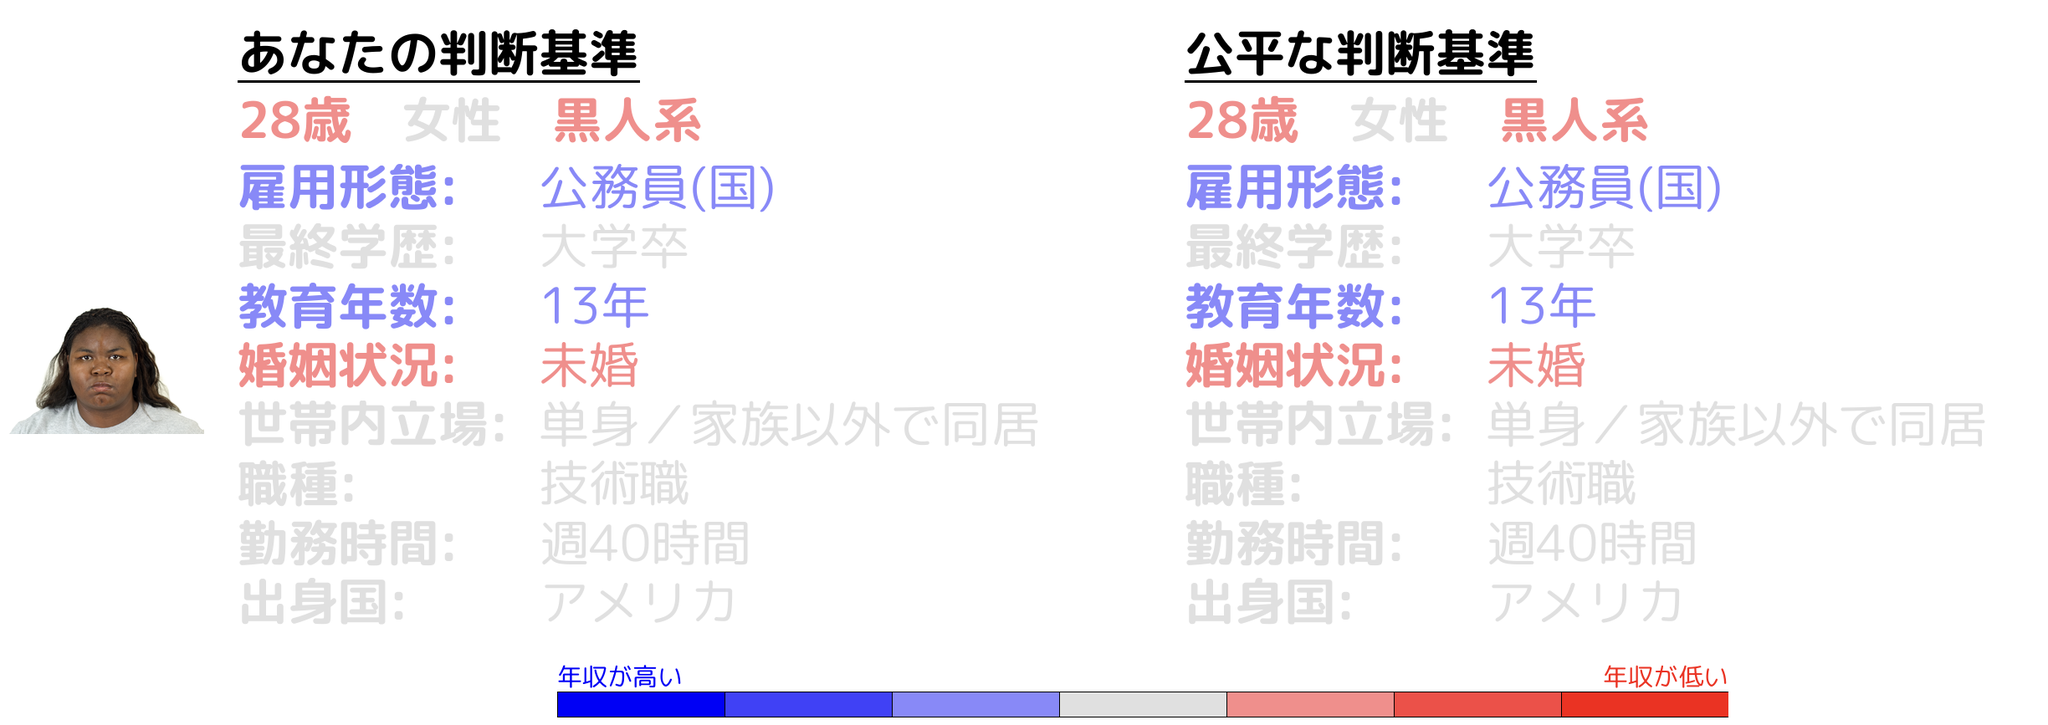 あなたの判断基準
28歳 女性 黒人系
雇用形態: 公務員(国)
最終学歴: 大学卒
教育年数: 13年
婚姻状況: 未婚
世帯内立場: 単身／家族以外で同居
職種: 技術職
勤務時間: 週40時間
出身国: アメリカ
公平な判断基準
28歳 女性 黒人系
雇用形態: 公務員(国)
最終学歴: 大学卒
教育年数: 13年
婚姻状況: 未婚
世帯内立場: 単身／家族以外で同居
職種: 技術職
勤務時間: 週40時間
出身国: アメリカ
年収が高い
年収が低い